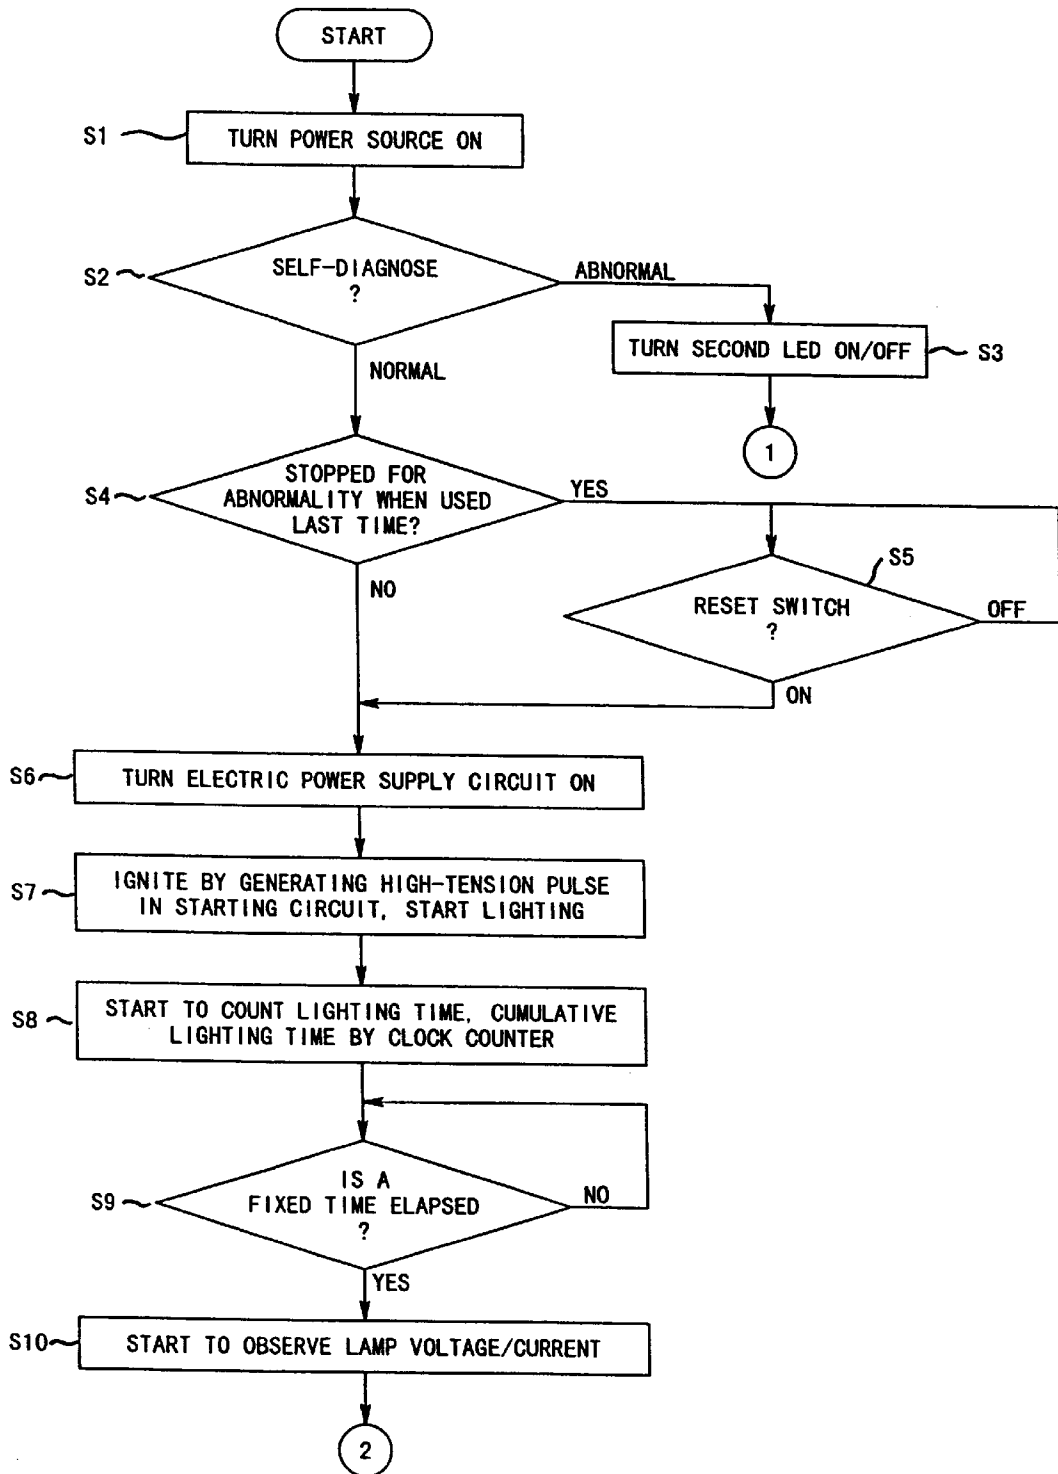 START
S1
TURN POWER SOURCE ON
S2
SELF-DIAGNOSE
?
ABNORMAL
TURN SECOND LED ON/OFF
S3
NORMAL
1
S4
STOPPED FOR
ABNORMALITY WHEN USED
LAST TIME?
YES
NO
S5
RESET SWITCH
?
OFF
ON
S6
TURN ELECTRIC POWER SUPPLY CIRCUIT ON
S7
IGNITE BY GENERATING HIGH-TENSION PULSE
IN STARTING CIRCUIT, START LIGHTING
S8
START TO COUNT LIGHTING TIME, CUMULATIVE
LIGHTING TIME BY CLOCK COUNTER
S9
IS A
FIXED TIME ELAPSED
?
NO
YES
S10
START TO OBSERVE LAMP VOLTAGE/CURRENT
2